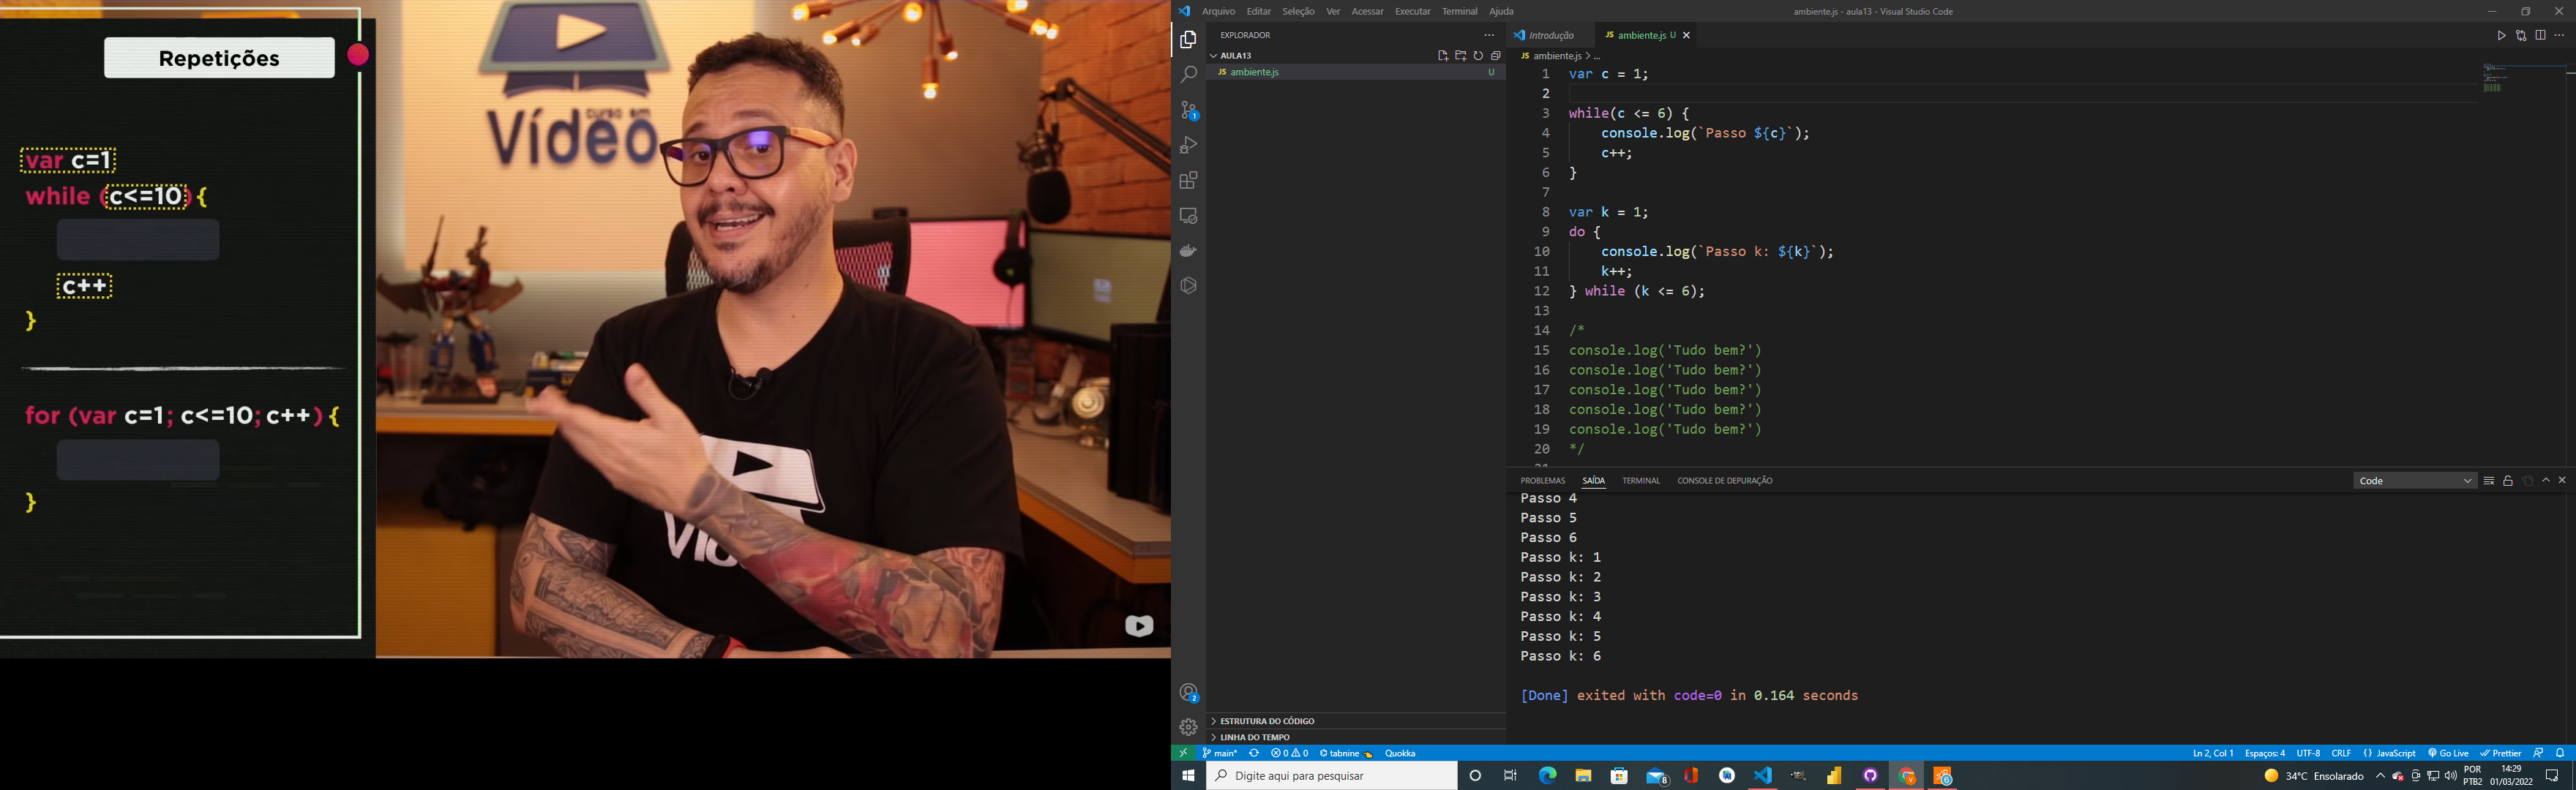 Repetições
var c=1
while (c<=10) {
c++
}
for (var c=1; c<=10; c++) {
}
curso em
Vídeo
Arquivo Editar Seleção Ver Acessar Executar Terminal Ajuda
ambiente.js - aula13 - Visual Studio Code
EXPLORADOR
AULA13
JS ambiente.js U
1
2
2
ESTRUTURA DO CÓDIGO
LINHA DO TEMPO
Introdução
JS ambiente.js U
JS ambiente.js > ...
1 var c = 1;
2
3 while(c <= 6) {
4 console.log(`Passo ${c}`);
5 c++;
6 }
7
8 var k = 1;
9 do {
10 console.log(`Passo k: ${k}`);
11 k++;
12 } while (k <= 6);
13
14 /*
15 console.log('Tudo bem?')
16 console.log('Tudo bem?')
17 console.log('Tudo bem?')
18 console.log('Tudo bem?')
19 console.log('Tudo bem?')
20 */
PROBLEMAS SAÍDA TERMINAL CONSOLE DE DEPURAÇÃO
Code
Passo 4
Passo 5
Passo 6
Passo k: 1
Passo k: 2
Passo k: 3
Passo k: 4
Passo k: 5
Passo k: 6
[Done] exited with code=0 in 0.164 seconds
main* 0 0 tabnine Quokka
Ln 2, Col 1 Espaços: 4 UTF-8 CRLF {} JavaScript Go Live Prettier
Digite aqui para pesquisar
8
6
34°C Ensolarado
POR
PTB2
14:29
01/03/2022